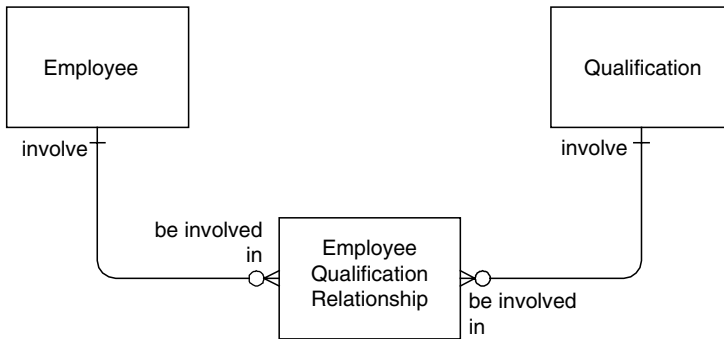 Employee
Qualification
involve
involve
be involved
in
Employee
Qualification
Relationship
be involved
in